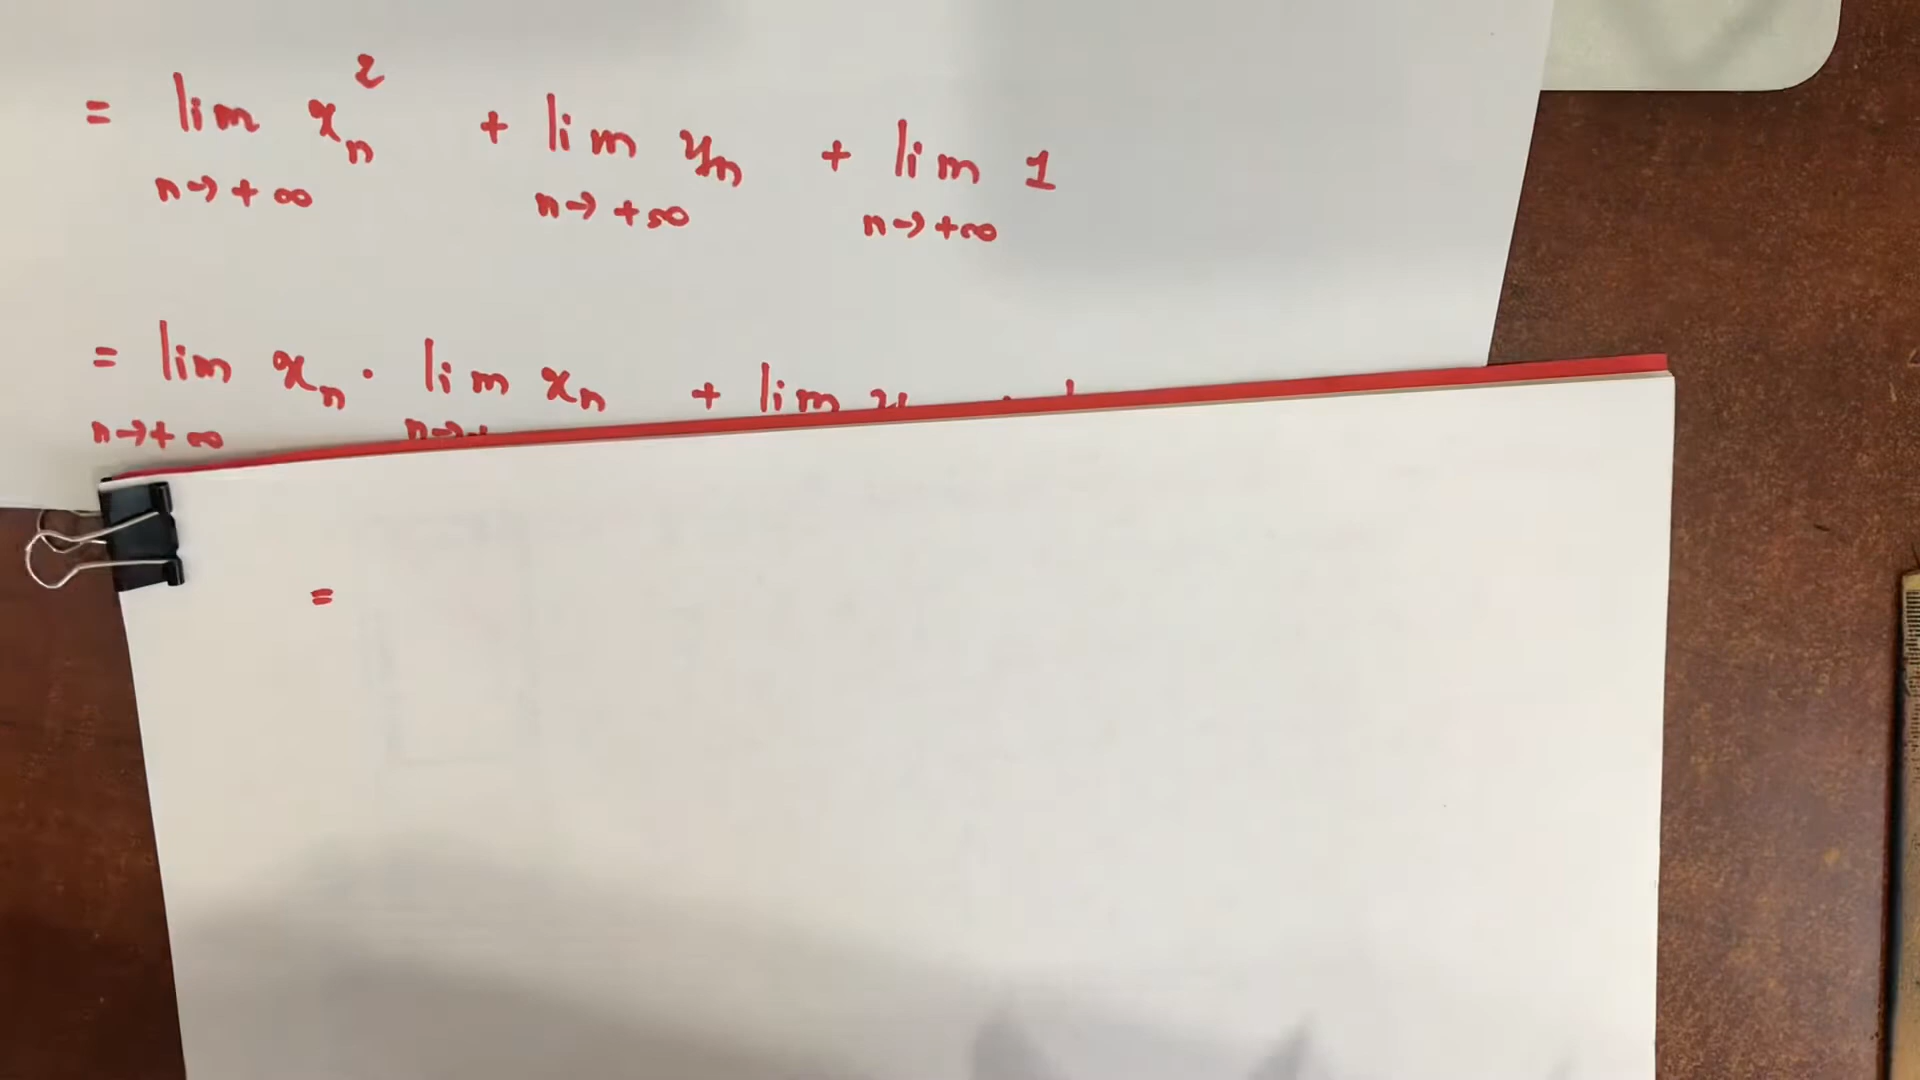 = lim x_n^2 + lim y_n + lim 1
n→+∞ n→+∞ n→+∞
= lim x_n · lim x_n + lim
n→+∞ n→
=